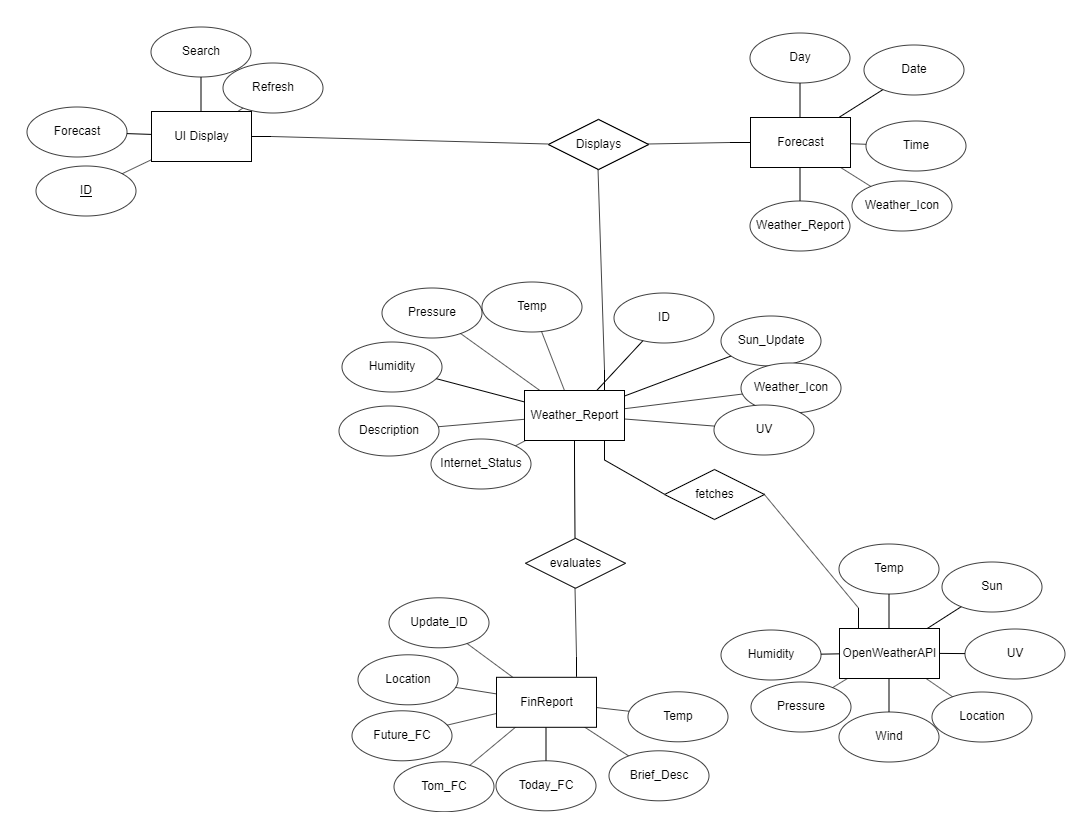 Search
Refresh
Forecast
UI Display
ID
Displays
Day
Date
Forecast
Time
Weather_Icon
Weather_Report
Pressure
Temp
ID
Sun_Update
Humidity
Weather_Icon
Weather_Report
Description
UV
Internet_Status
fetches
evaluates
Temp
Sun
Humidity
OpenWeatherAPI
UV
Pressure
Location
Wind
Update_ID
Location
FinReport
Temp
Future_FC
Tom_FC
Today_FC
Brief_Desc